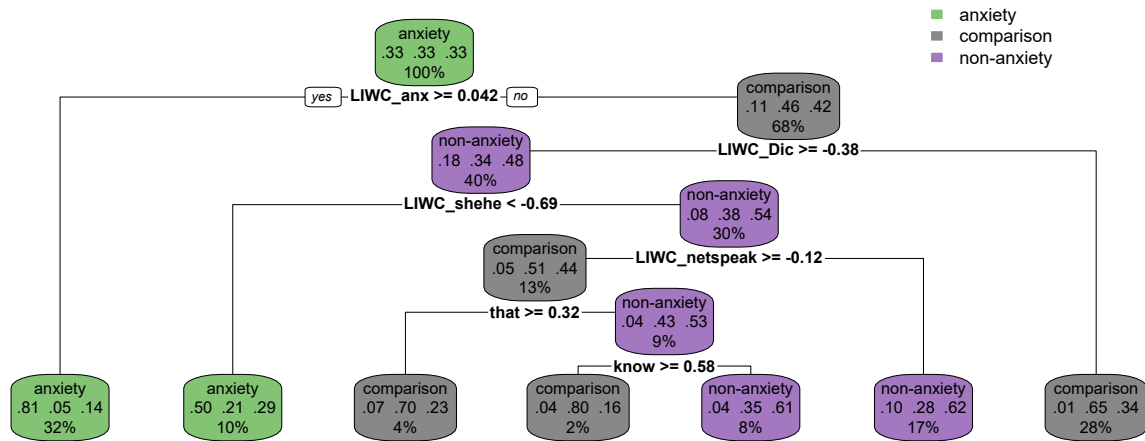 anxiety
comparison
non-anxiety
anxiety
.33 .33 .33
100%
yes LIWC_anx >= 0.042 no
comparison
.11 .46 .42
68%
LIWC_Dic >= -0.38
non-anxiety
.18 .34 .48
40%
LIWC_shehe < -0.69
non-anxiety
.08 .38 .54
30%
LIWC_netspeak >= -0.12
comparison
.05 .51 .44
13%
that >= 0.32
non-anxiety
.04 .43 .53
9%
know >= 0.58
anxiety
.81 .05 .14
32%
anxiety
.50 .21 .29
10%
comparison
.07 .70 .23
4%
comparison
.04 .80 .16
2%
non-anxiety
.04 .35 .61
8%
non-anxiety
.10 .28 .62
17%
comparison
.01 .65 .34
28%